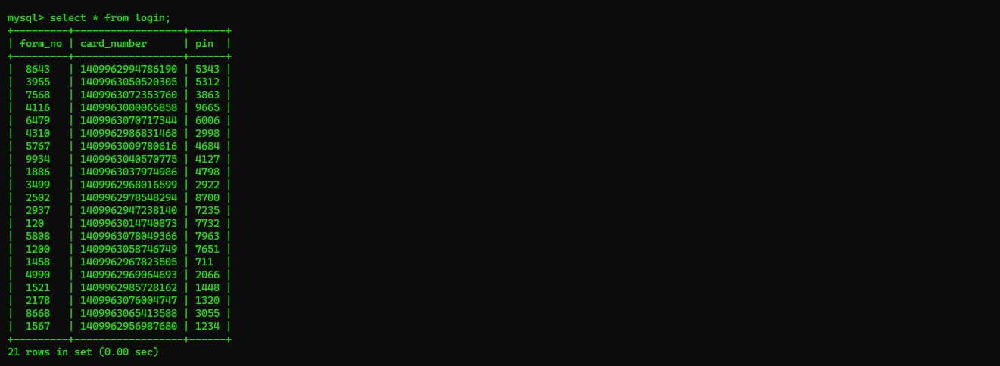 mysql> select * from login;
+---------+------------------+------+
| form_no | card_number      | pin  |
+---------+------------------+------+
|  8643   | 1409962994786190 | 5343 |
|  3955   | 1409963050520305 | 5312 |
|  7568   | 1409963072353760 | 3863 |
|  4116   | 1409963000065858 | 9665 |
|  6479   | 1409963070717344 | 6006 |
|  4310   | 1409962986831468 | 2998 |
|  5767   | 1409963009780616 | 4684 |
|  9934   | 1409963040570775 | 4127 |
|  1886   | 1409963037974986 | 4798 |
|  3499   | 1409962968016599 | 2922 |
|  2502   | 1409962978548294 | 8700 |
|  2937   | 1409962947238140 | 7235 |
|  120    | 1409963014740873 | 7732 |
|  5808   | 1409963078049366 | 7963 |
|  1200   | 1409963058746749 | 7651 |
|  1458   | 1409962967823505 | 711  |
|  4990   | 1409962969064693 | 2066 |
|  1521   | 1409962985728162 | 1448 |
|  2178   | 1409963076004747 | 1320 |
|  8668   | 1409963065413588 | 3055 |
|  1567   | 1409962956987680 | 1234 |
+---------+------------------+------+
21 rows in set (0.00 sec)